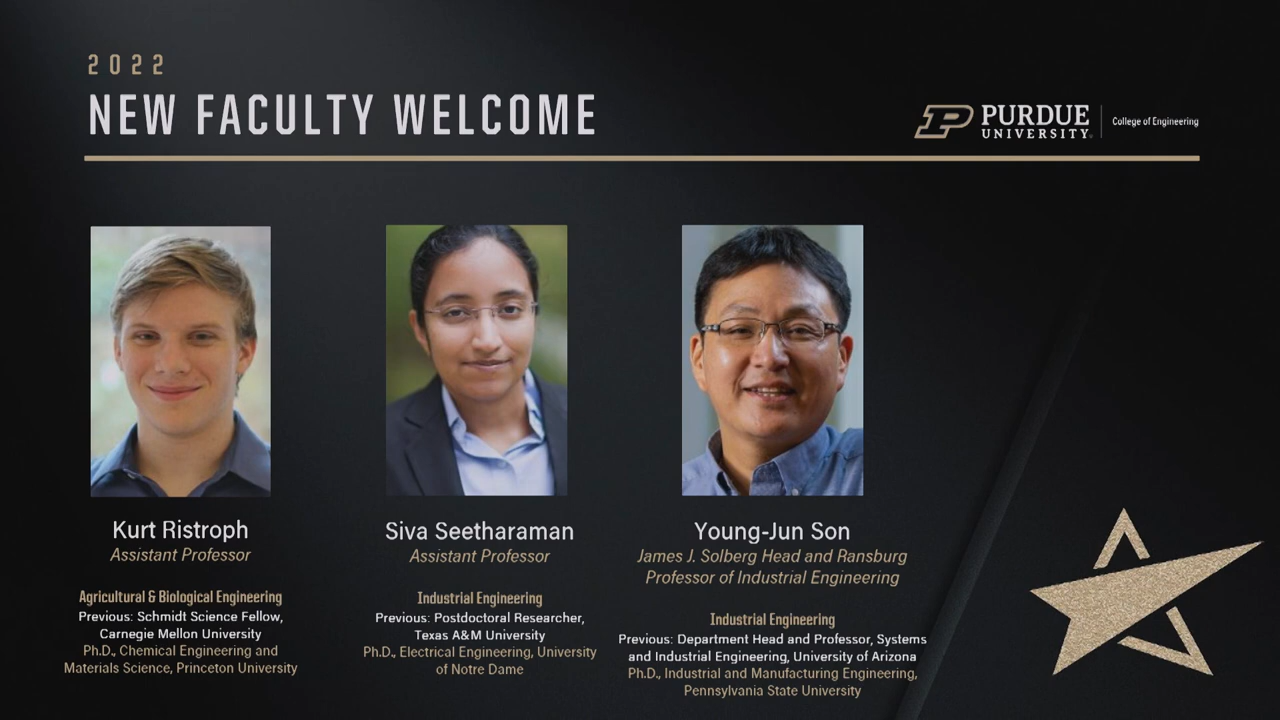 2022
NEW FACULTY WELCOME
P PURDUE UNIVERSITY
College of Engineering
Kurt Ristroph
Assistant Professor
Agricultural & Biological Engineering
Previous: Schmidt Science Fellow,
Carnegie Mellon University
Ph.D., Chemical Engineering and
Materials Science, Princeton University
Siva Seetharaman
Assistant Professor
Industrial Engineering
Previous: Postdoctoral Researcher,
Texas A&M University
Ph.D., Electrical Engineering, University
of Notre Dame
Young-Jun Son
James J. Solberg Head and Ransburg
Professor of Industrial Engineering
Industrial Engineering
Previous: Department Head and Professor, Systems
and Industrial Engineering, University of Arizona
Ph.D., Industrial and Manufacturing Engineering,
Pennsylvania State University